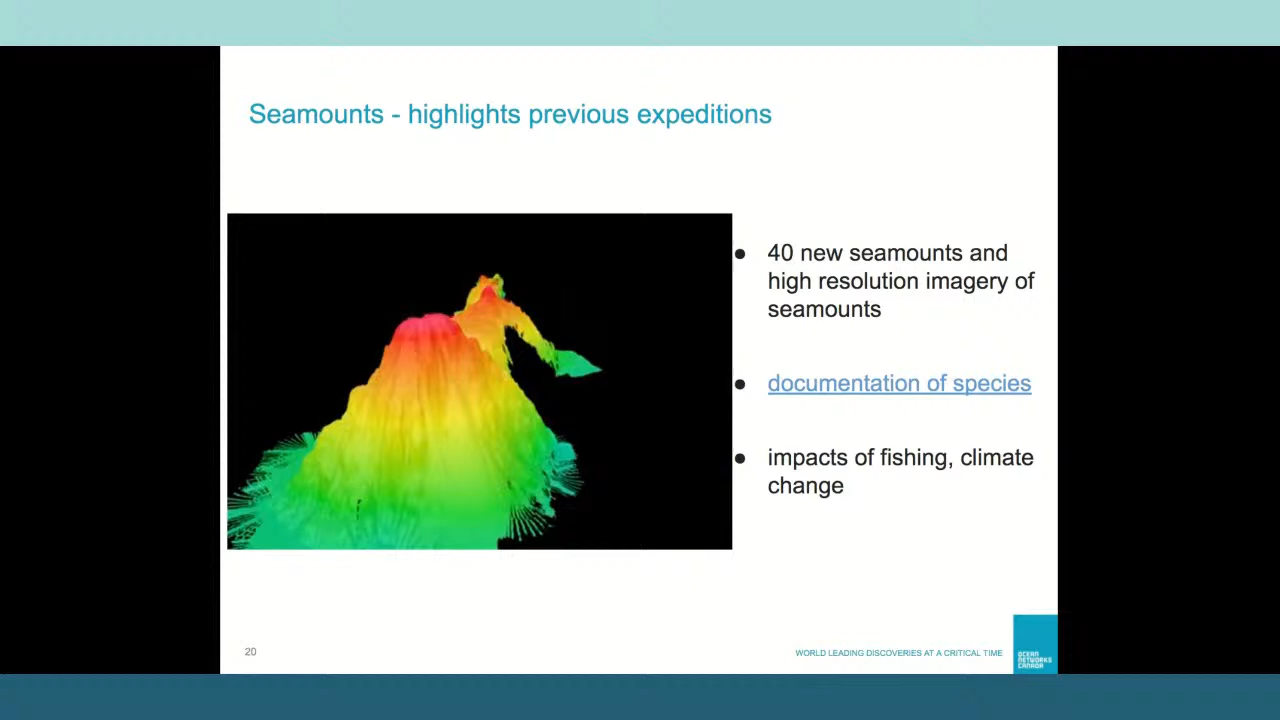 Seamounts - highlights previous expeditions
● 40 new seamounts and
high resolution imagery of
seamounts
● documentation of species
● impacts of fishing, climate
change
20
WORLD LEADING DISCOVERIES AT A CRITICAL TIME
OCEAN
NETWORKS
CANADA